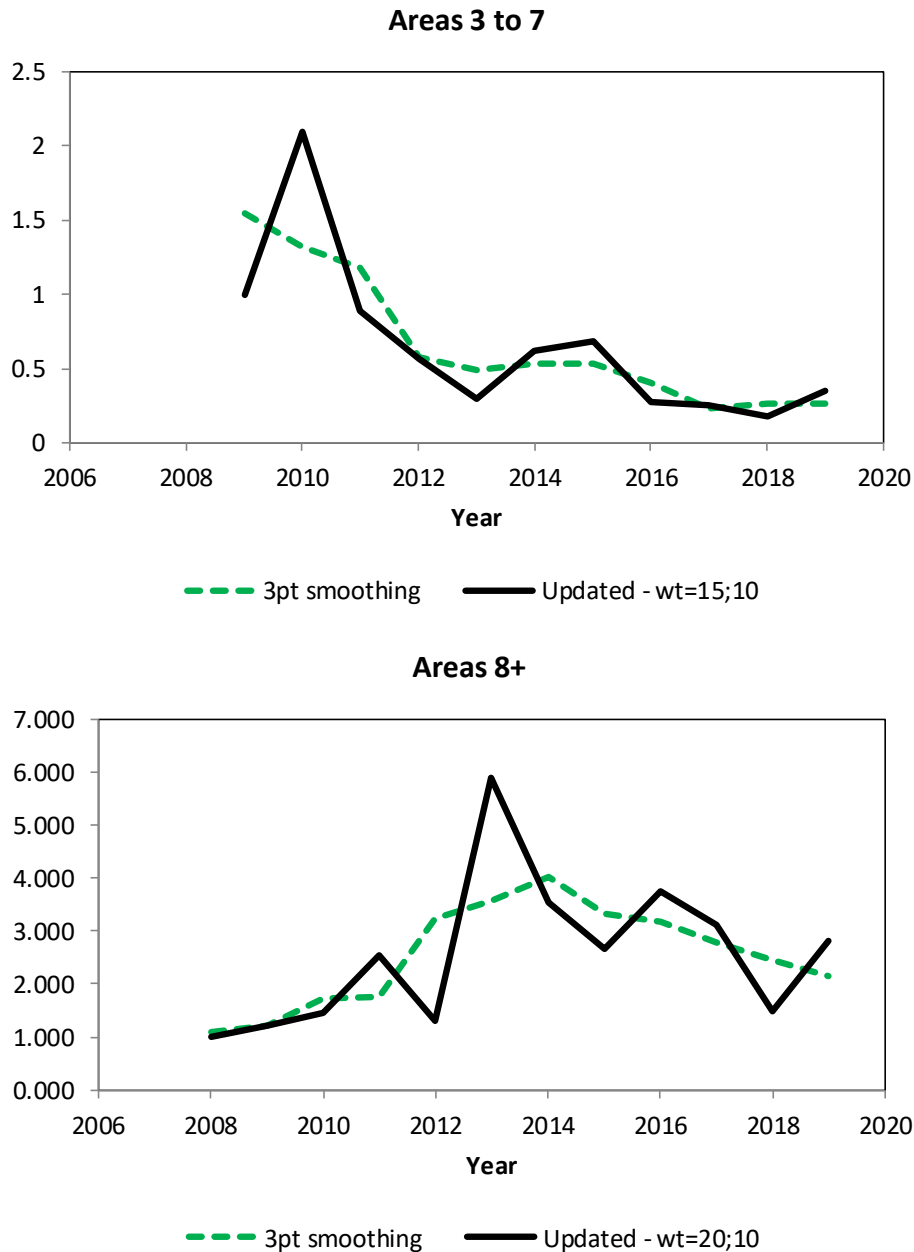 Areas 3 to 7
2.5
2
1.5
1
0.5
0
2006 2008 2010 2012 2014 2016 2018 2020
Year
3pt smoothing Updated - wt=15;10
Areas 8+
7.000
6.000
5.000
4.000
3.000
2.000
1.000
0.000
2006 2008 2010 2012 2014 2016 2018 2020
Year
3pt smoothing Updated - wt=20;10